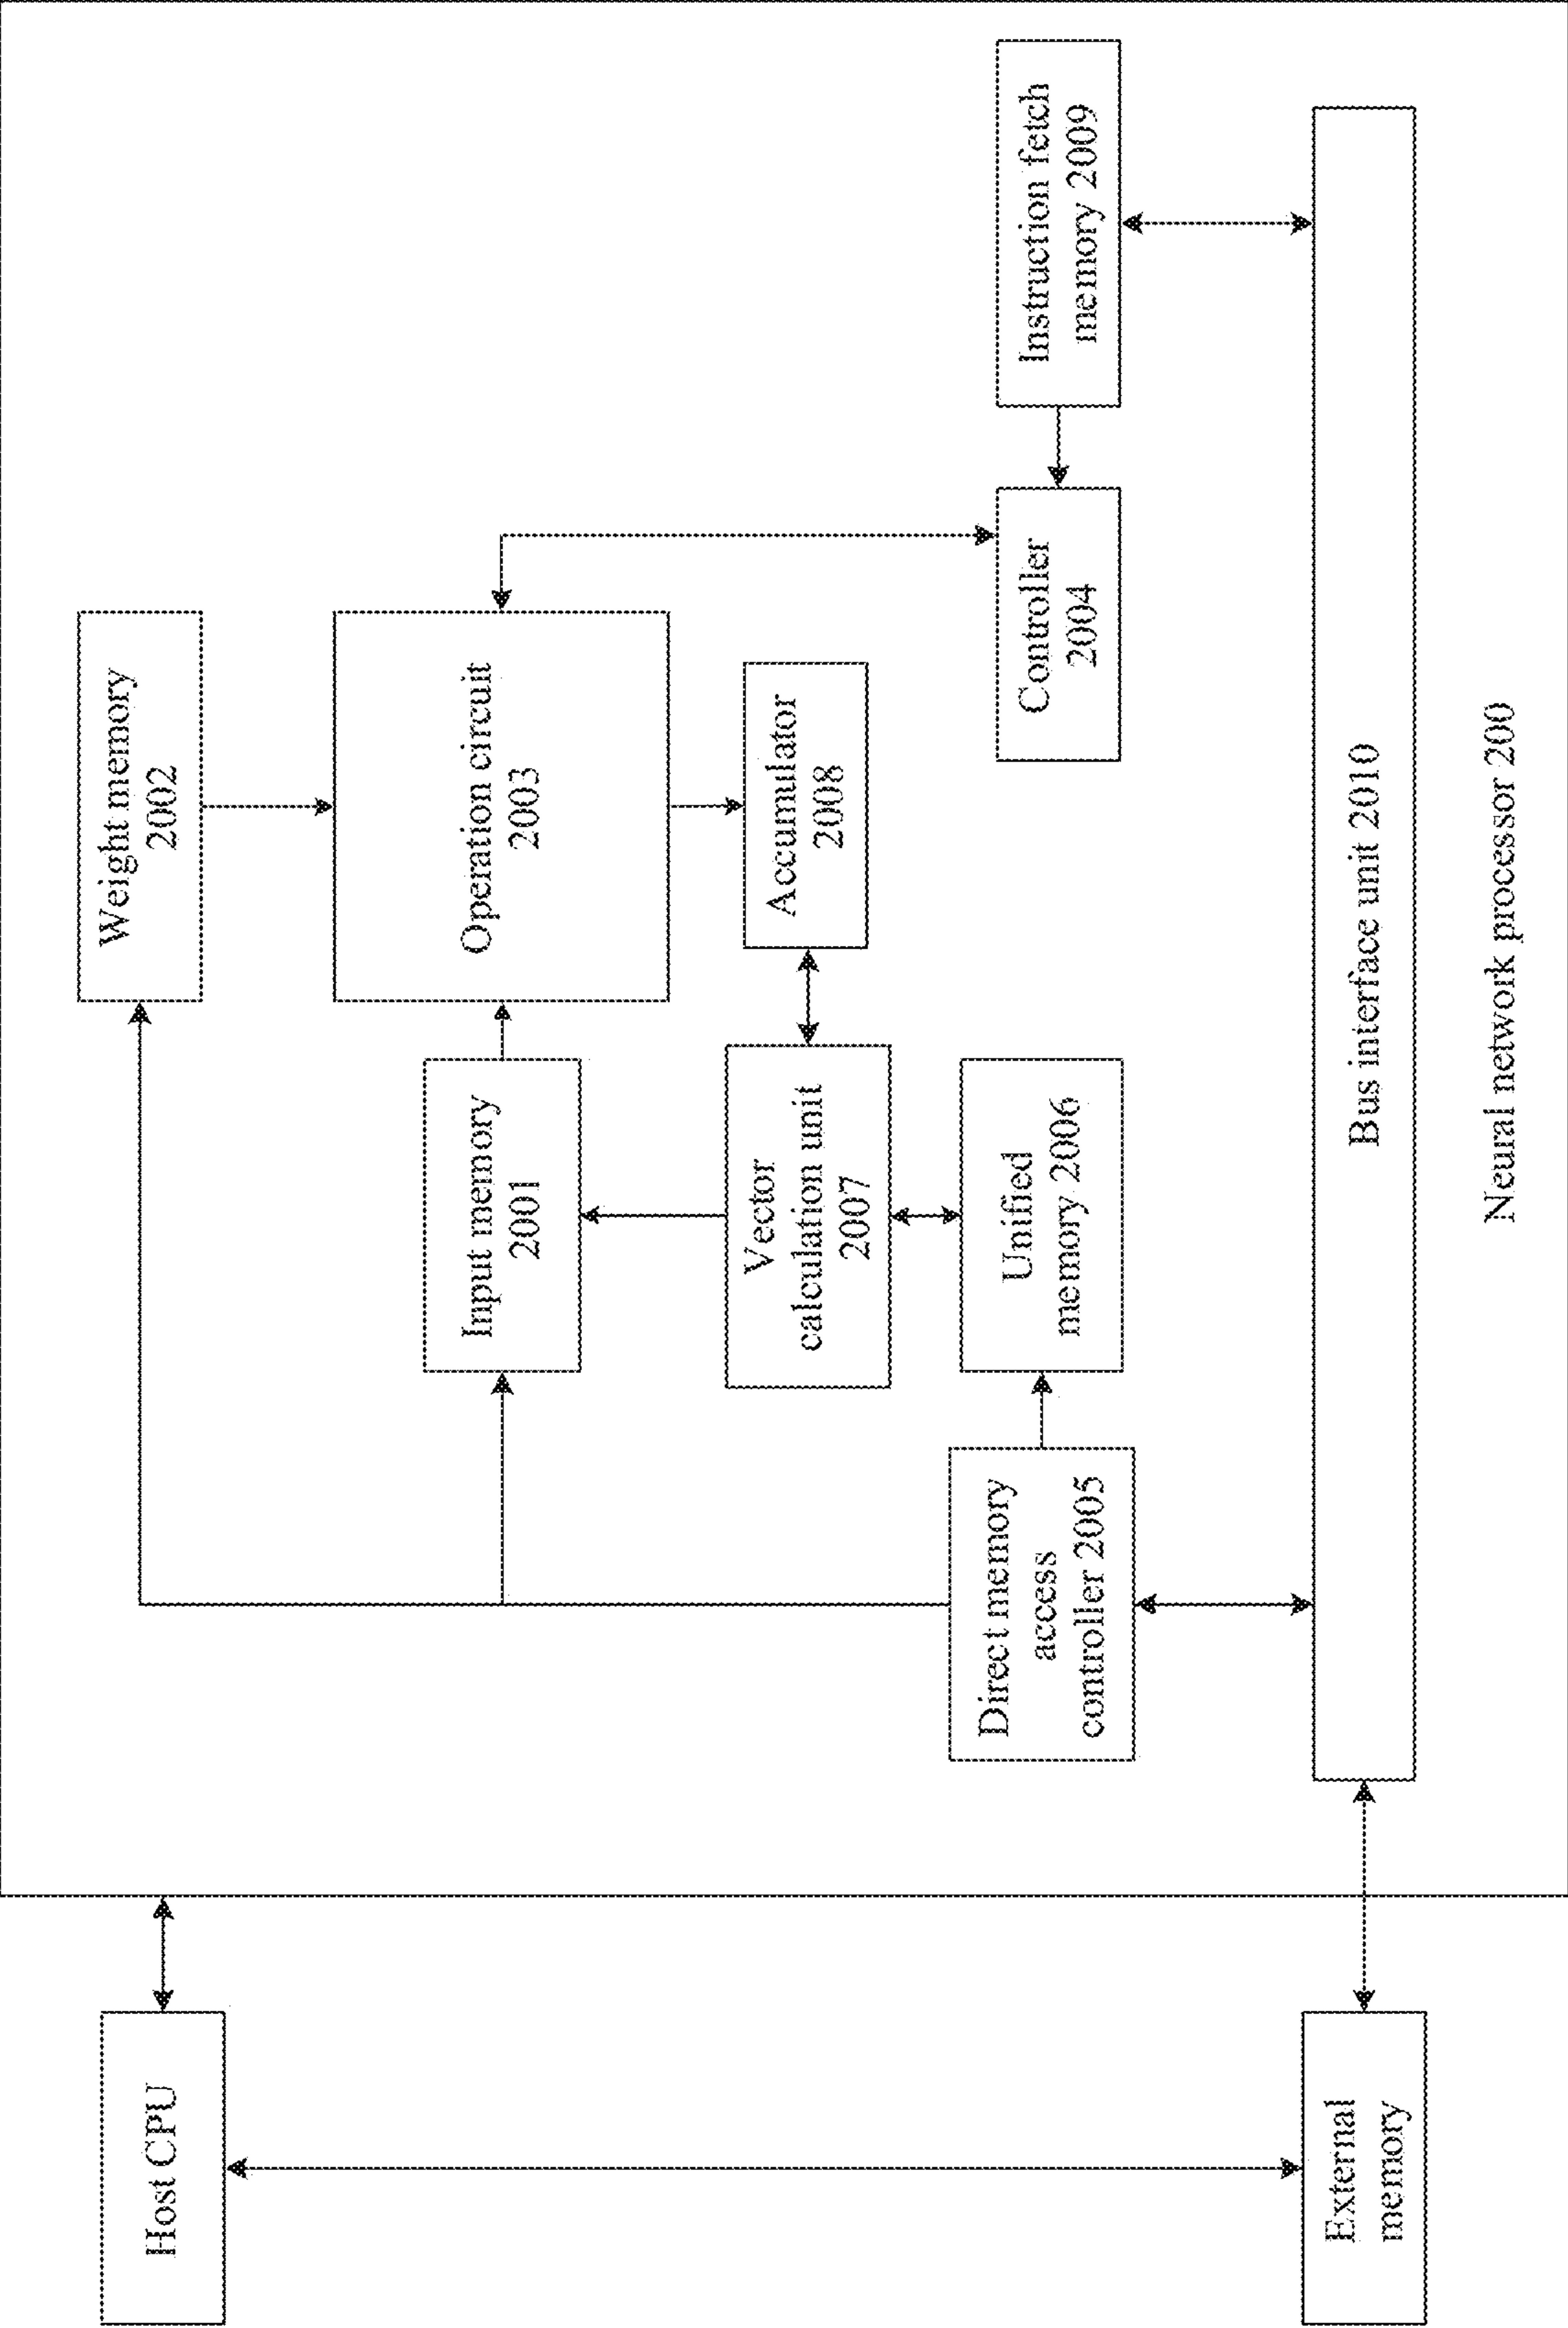 Host CPU
External
memory
Weight memory
2002
Input memory
2001
Operation circuit
2003
Vector
calculation unit
2007
Accumulator
2008
Direct memory
access
controller 2005
Unified
memory 2006
Controller
2004
Instruction fetch
memory 2009
Bus interface unit 2010
Neural network processor 200